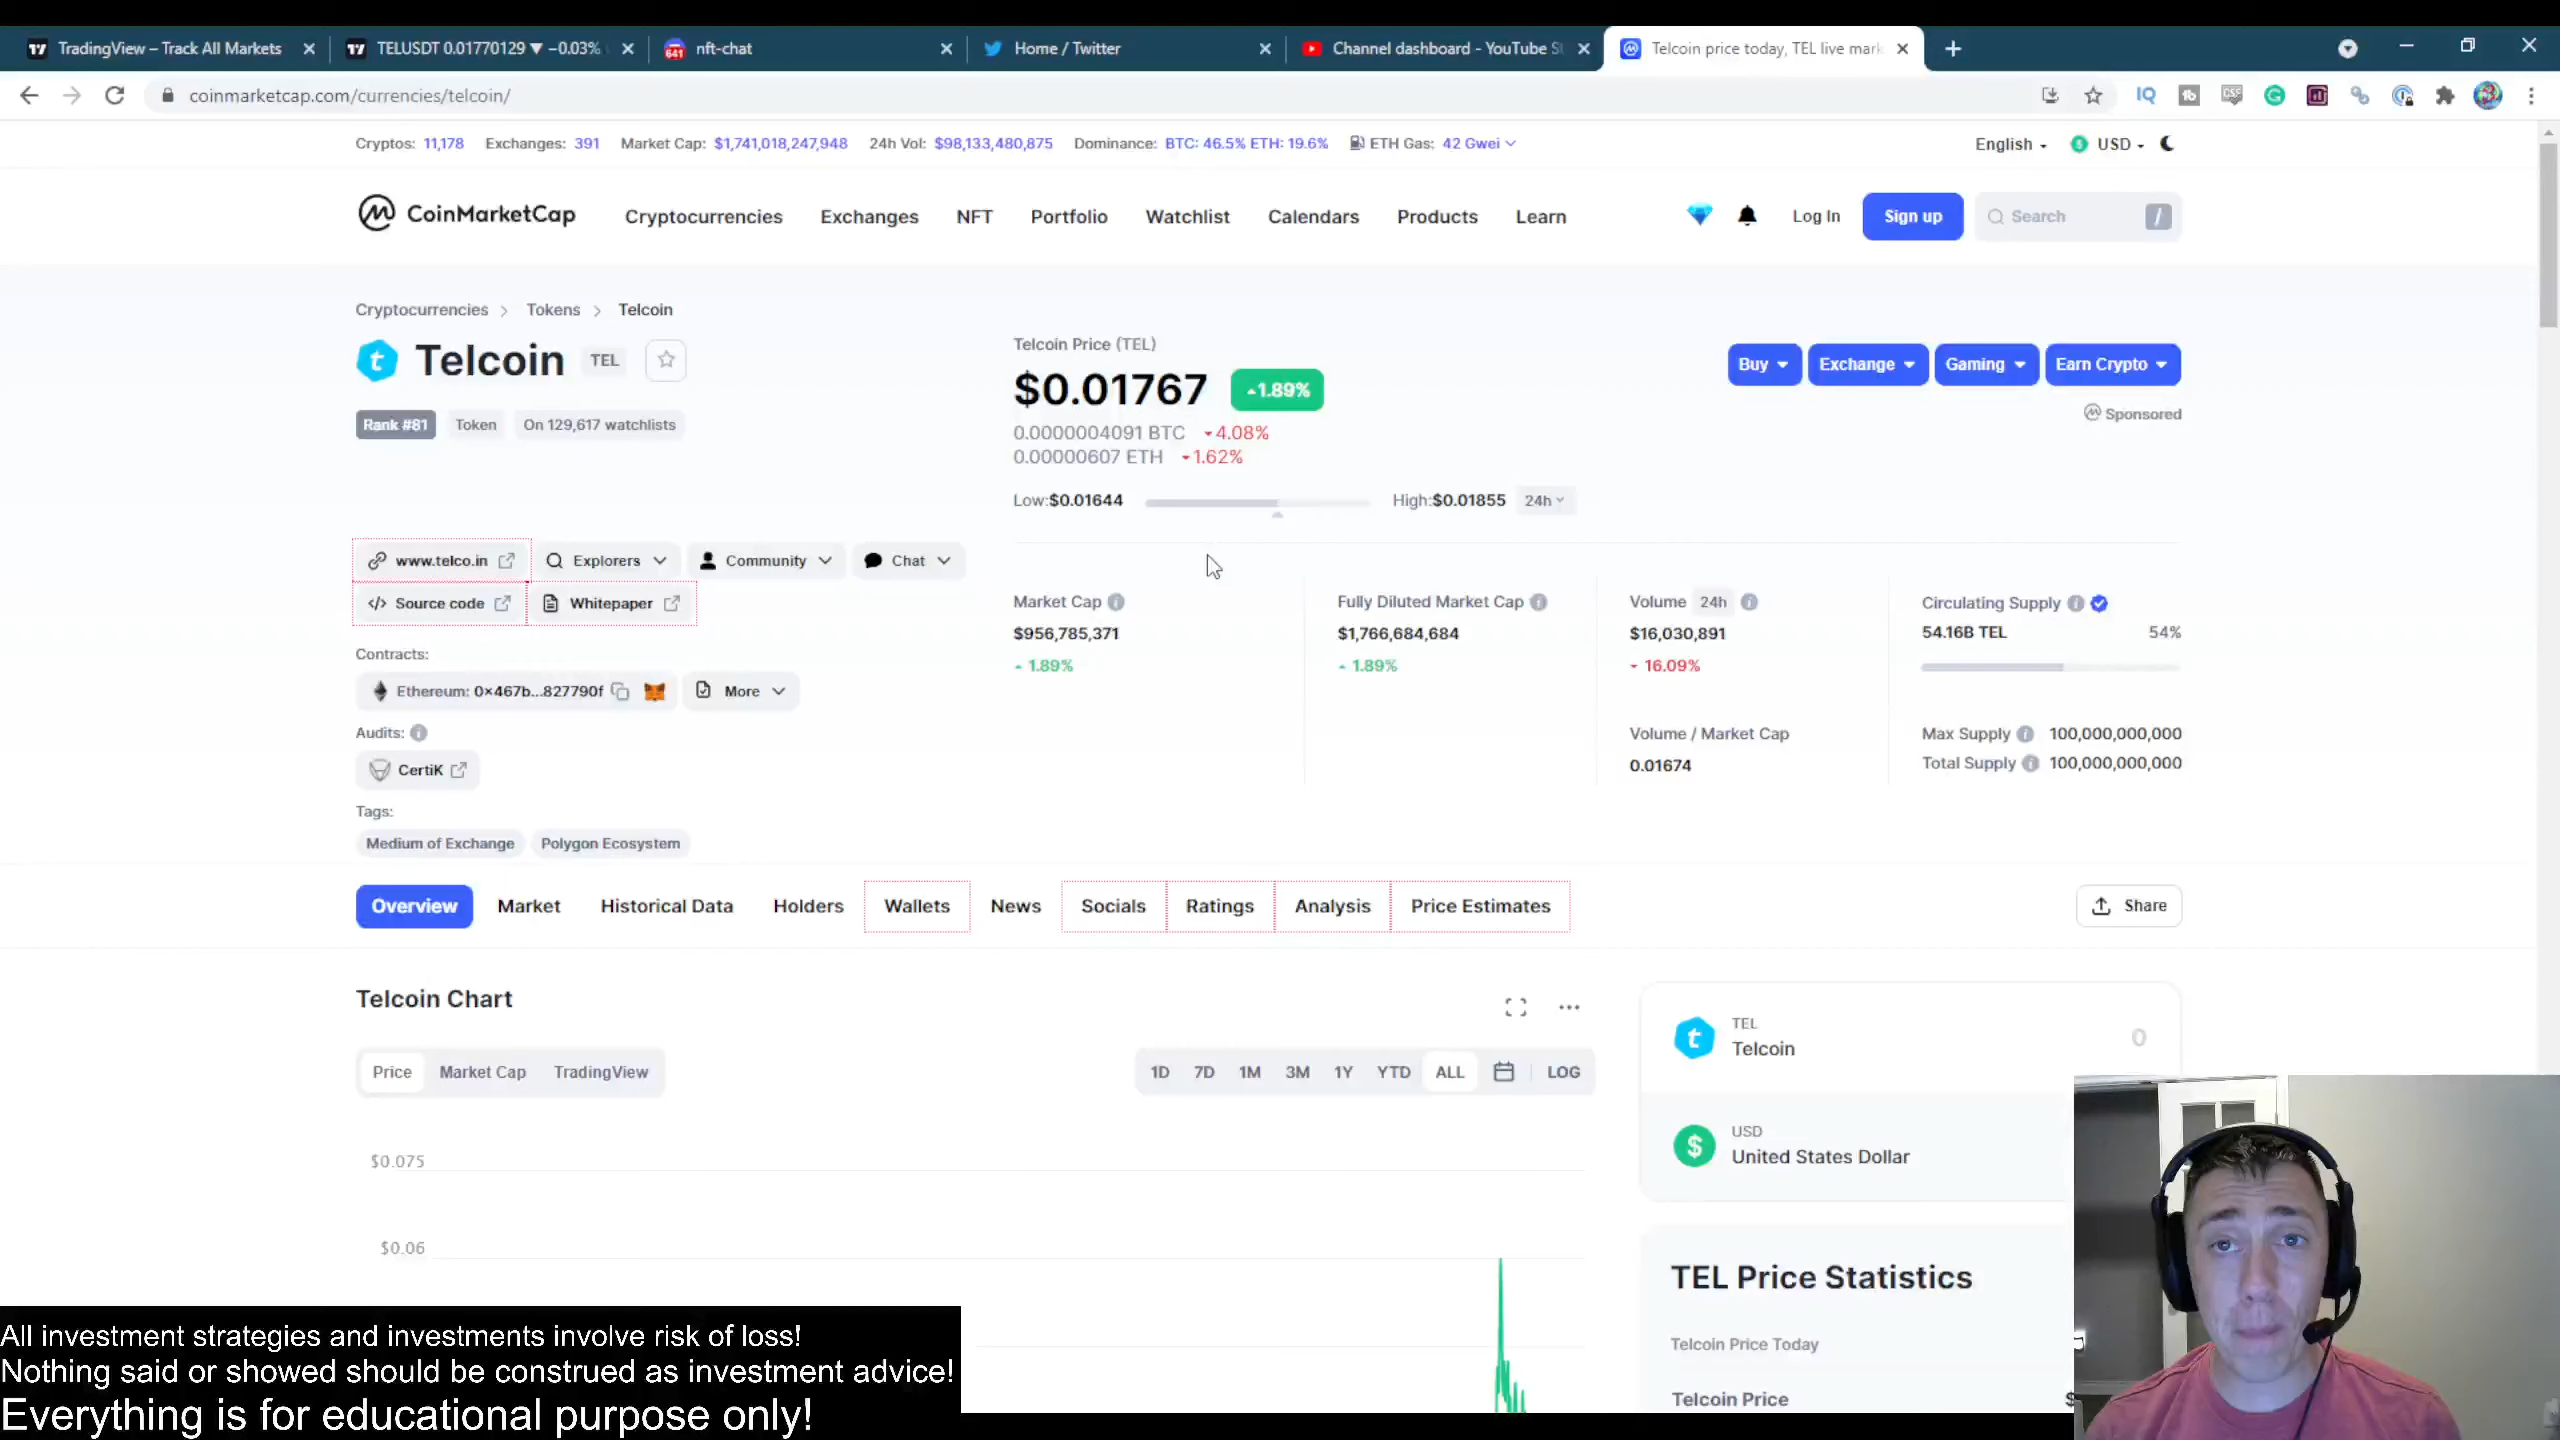 TradingView – Track All Markets
TELUSDT 0.01770129 ▼ −0.03%
641 nft-chat
Home / Twitter
Channel dashboard - YouTube St
Telcoin price today, TEL live mark
coinmarketcap.com/currencies/telcoin/
Cryptos: 11,178 Exchanges: 391 Market Cap: $1,741,018,247,948 24h Vol: $98,133,480,875 Dominance: BTC: 46.5% ETH: 19.6% ETH Gas: 42 Gwei
English USD
CoinMarketCap
Cryptocurrencies Exchanges NFT Portfolio Watchlist Calendars Products Learn
Log In Sign up Search /
Cryptocurrencies > Tokens > Telcoin
Telcoin TEL
Rank #81 Token On 129,617 watchlists
Telcoin Price (TEL)
$0.01767 1.89%
0.0000004091 BTC 4.08%
0.00000607 ETH 1.62%
Low:$0.01644 High:$0.01855 24h
Buy Exchange Gaming Earn Crypto
Sponsored
www.telco.in Explorers Community Chat
</> Source code Whitepaper
Contracts:
Ethereum: 0×467b...827790f More
Audits:
CertiK
Tags:
Medium of Exchange Polygon Ecosystem
Market Cap
$956,785,371
1.89%
Fully Diluted Market Cap
$1,766,684,684
1.89%
Volume 24h
$16,030,891
16.09%
Volume / Market Cap
0.01674
Circulating Supply
54.16B TEL 54%
Max Supply 100,000,000,000
Total Supply 100,000,000,000
Overview Market Historical Data Holders Wallets News Socials Ratings Analysis Price Estimates
Share
Telcoin Chart
Price Market Cap TradingView
1D 7D 1M 3M 1Y YTD ALL LOG
$0.075
$0.06
TEL
Telcoin
0
USD
United States Dollar
TEL Price Statistics
Telcoin Price Today
Telcoin Price $
All investment strategies and investments involve risk of loss!
Nothing said or showed should be construed as investment advice!
Everything is for educational purpose only!